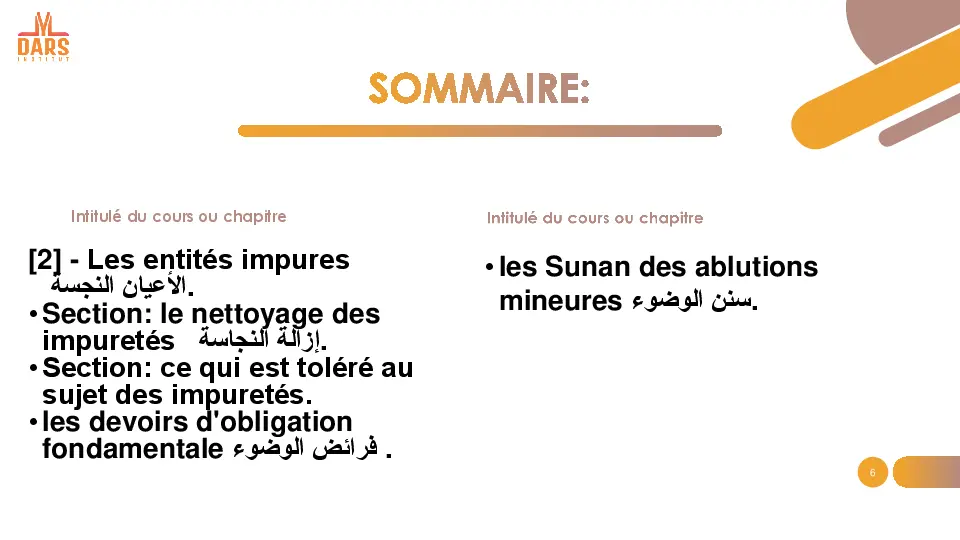 DARS
INSTITUT
SOMMAIRE:
Intitulé du cours ou chapitre
[2] - Les entités impures
الأعيان النجسة.
•Section: le nettoyage des
impuretés إزالة النجاسة.
•Section: ce qui est toléré au
sujet des impuretés.
•les devoirs d'obligation
fondamentale فرائض الوضوء .
Intitulé du cours ou chapitre
•les Sunan des ablutions
mineures سنن الوضوء.
6